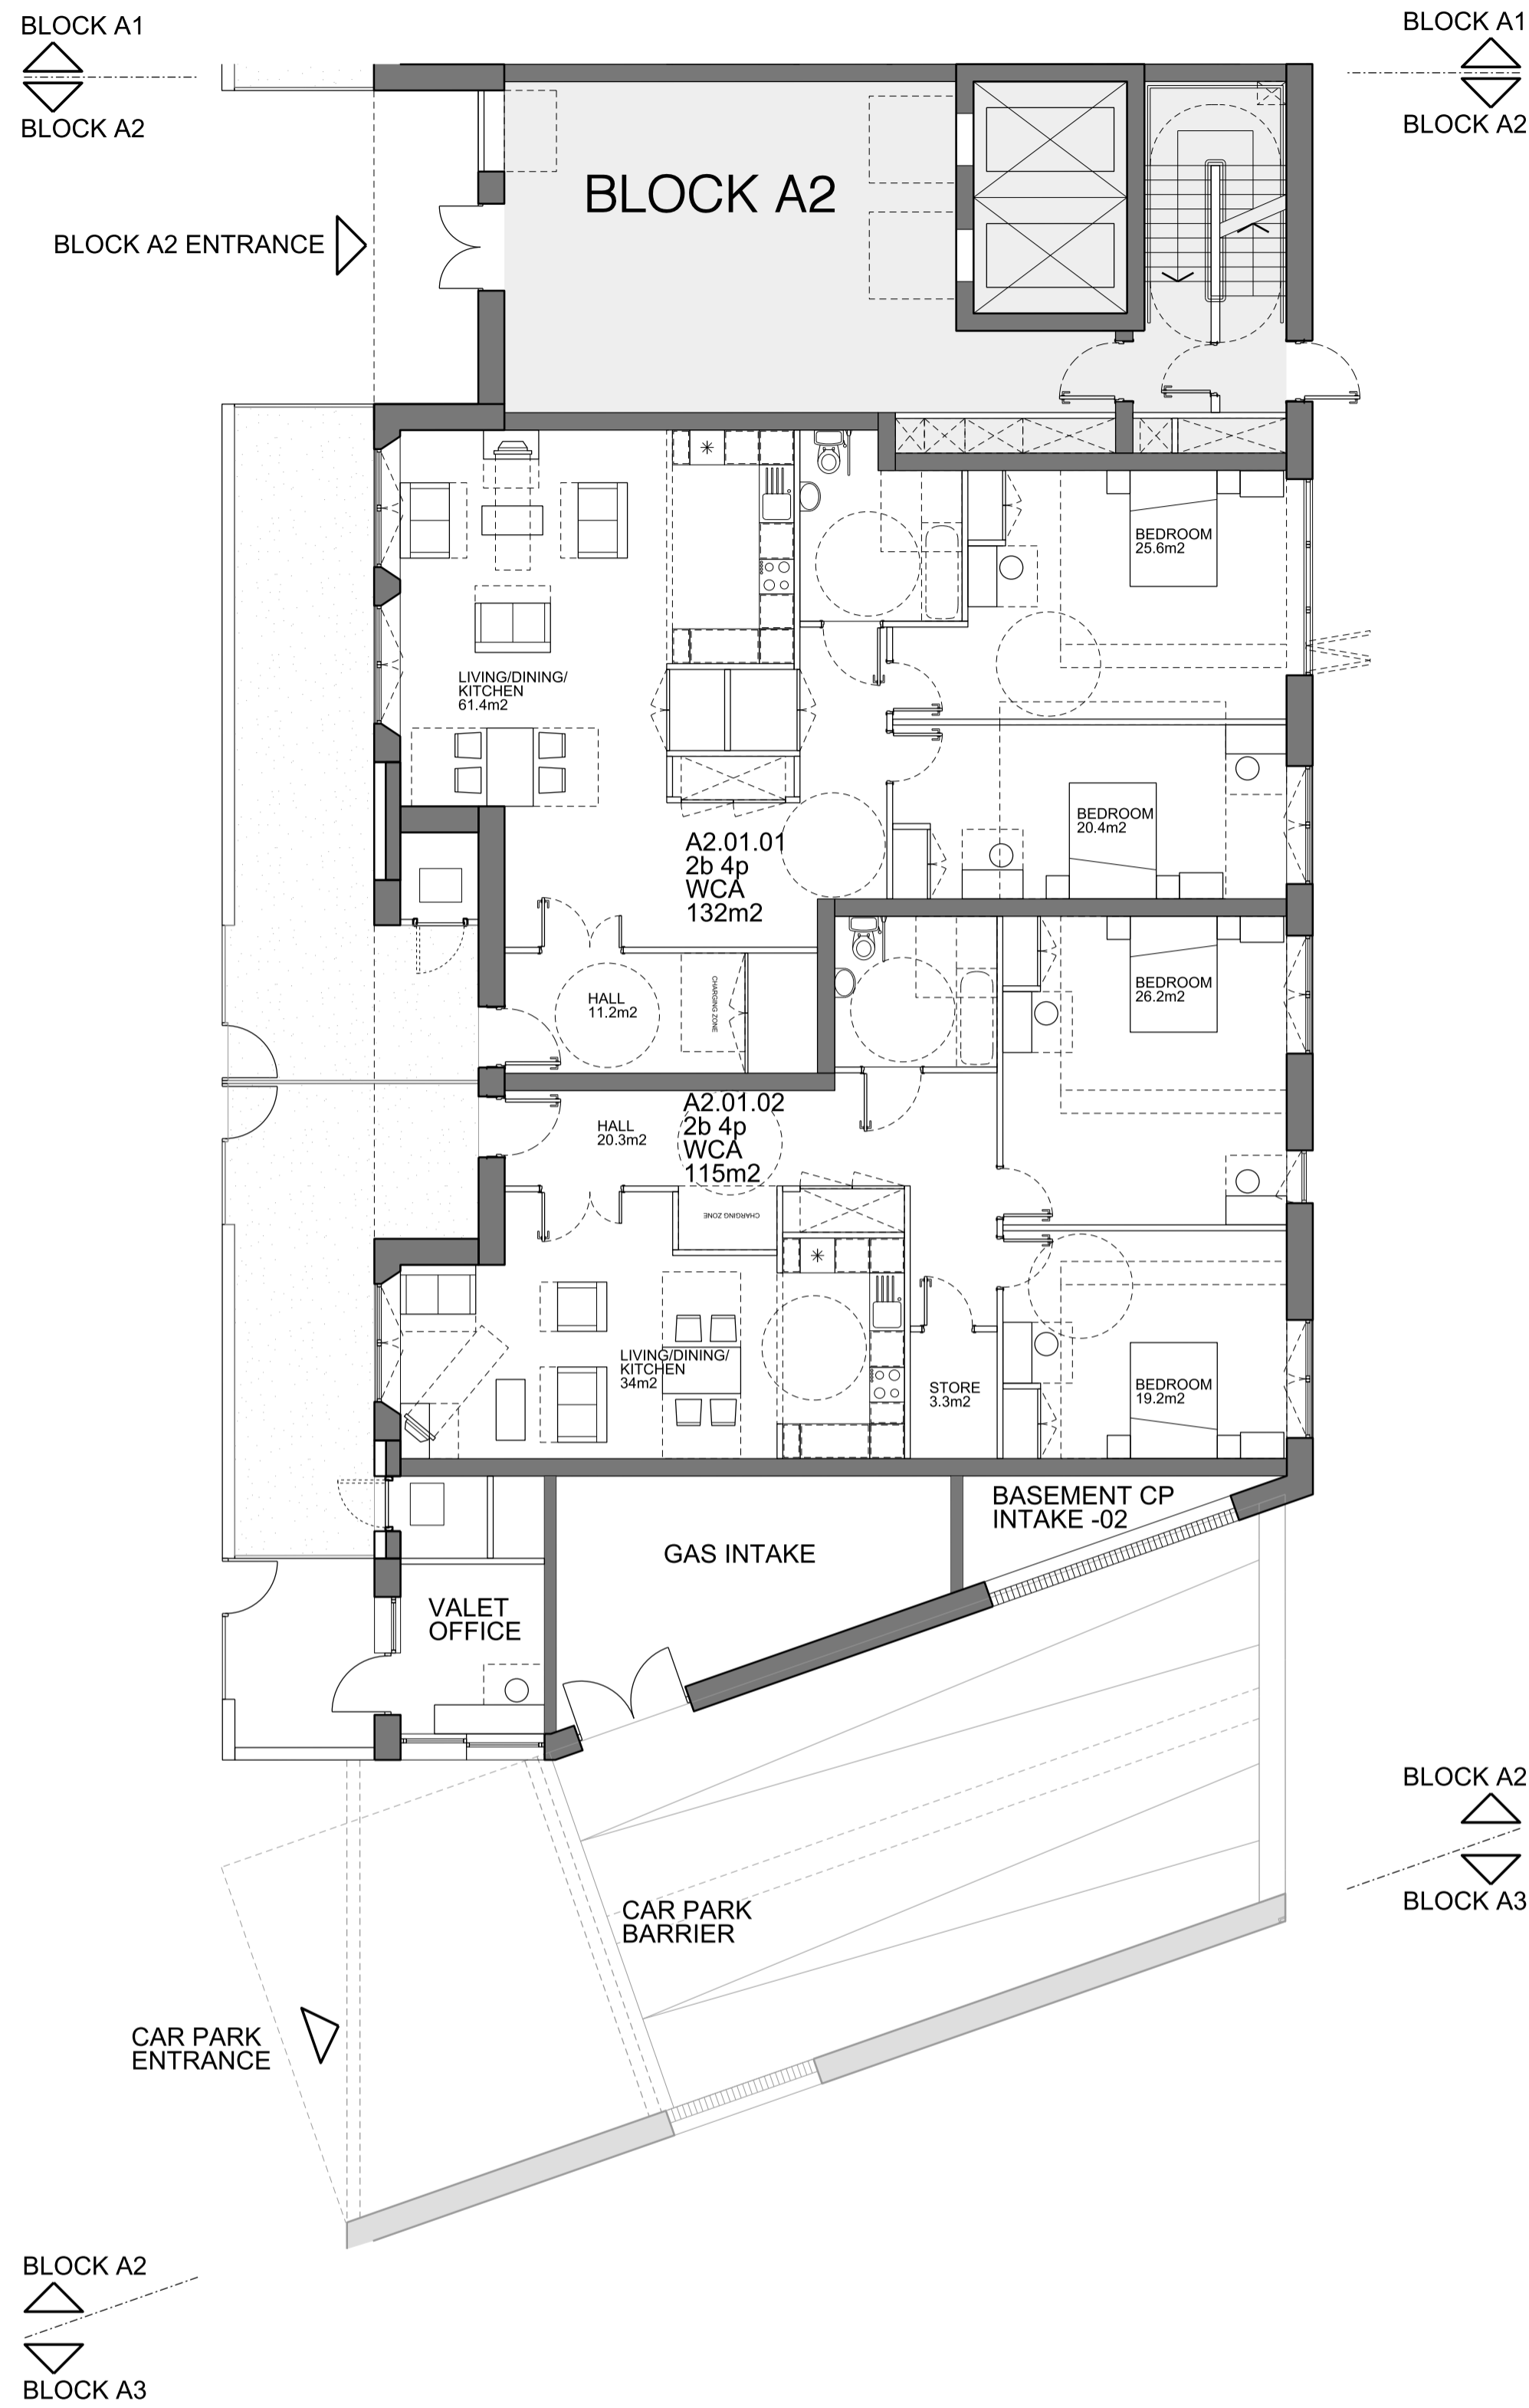 BLOCK A1
BLOCK A2
BLOCK A1
BLOCK A2
BLOCK A2
BLOCK A2 ENTRANCE
BEDROOM
25.6m2
LIVING/DINING/
KITCHEN
61.4m2
BEDROOM
20.4m2
A2.01.01
2b 4p
WCA
132m2
HALL
11.2m2
CHARGING ZONE
BEDROOM
26.2m2
A2.01.02
2b 4p
WCA
115m2
HALL
20.3m2
CHARGING ZONE
LIVING/DINING/
KITCHEN
34m2
STORE
3.3m2
BEDROOM
19.2m2
BASEMENT CP
INTAKE -02
GAS INTAKE
VALET
OFFICE
BLOCK A2
BLOCK A3
CAR PARK
BARRIER
CAR PARK
ENTRANCE
BLOCK A2
BLOCK A3